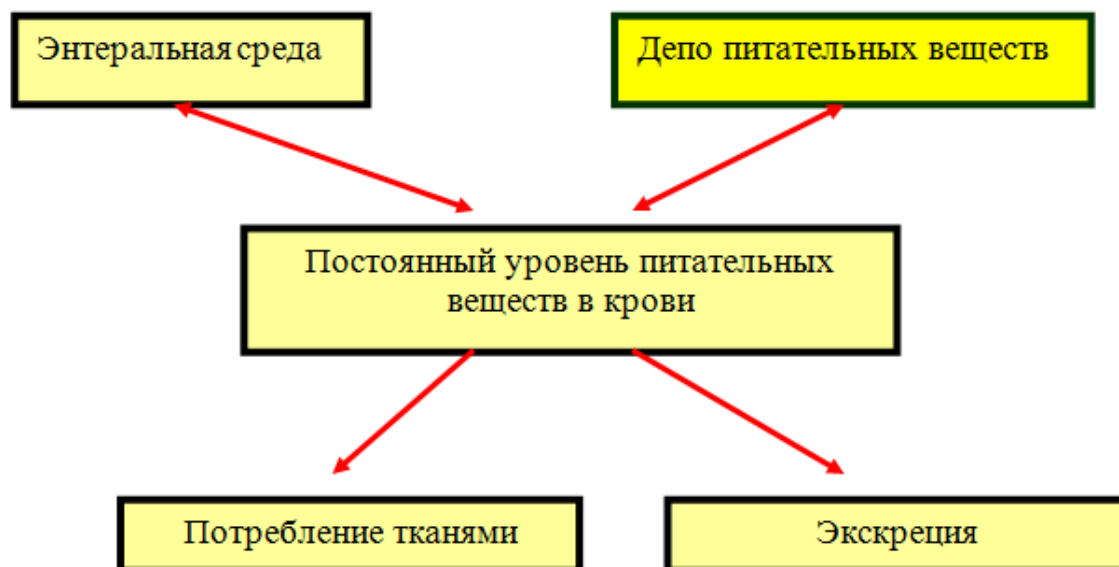 Энтеральная среда
Депо питательных веществ
Постоянный уровень питательных
веществ в крови
Потребление тканями
Экскреция